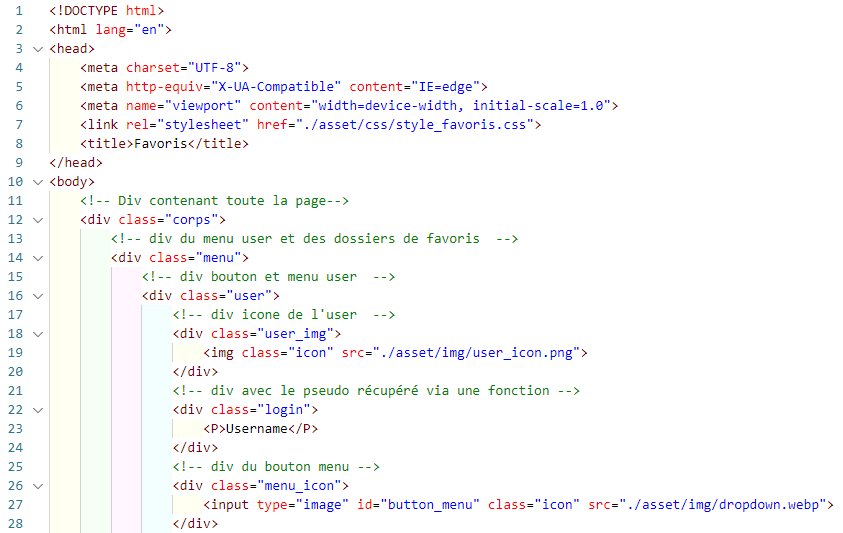 1 <!DOCTYPE html>
2 <html lang="en">
3 <head>
4 <meta charset="UTF-8">
5 <meta http-equiv="X-UA-Compatible" content="IE=edge">
6 <meta name="viewport" content="width=device-width, initial-scale=1.0">
7 <link rel="stylesheet" href="./asset/css/style_favoris.css">
8 <title>Favoris</title>
9 </head>
10 <body>
11 <!-- Div contenant toute la page-->
12 <div class="corps">
13 <!-- div du menu user et des dossiers de favoris  -->
14 <div class="menu">
15 <!-- div bouton et menu user  -->
16 <div class="user">
17 <!-- div icone de l'user  -->
18 <div class="user_img">
19 <img class="icon" src="./asset/img/user_icon.png">
20 </div>
21 <!-- div avec le pseudo récupéré via une fonction -->
22 <div class="login">
23 <P>Username</P>
24 </div>
25 <!-- div du bouton menu -->
26 <div class="menu_icon">
27 <input type="image" id="button_menu" class="icon" src="./asset/img/dropdown.webp">
28 </div>